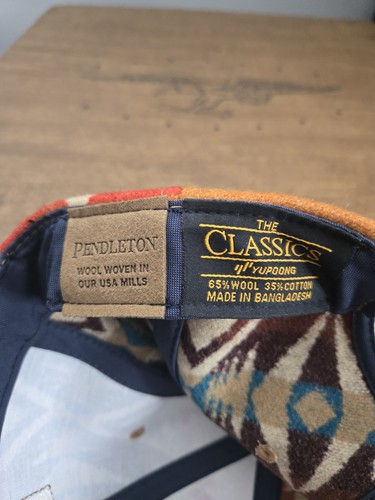 PENDLETON
WOOL WOVEN IN
OUR USA MILLS
THE
CLASSICS
YUPOONG
65% WOOL 35% COTTON
MADE IN BANGLADESH